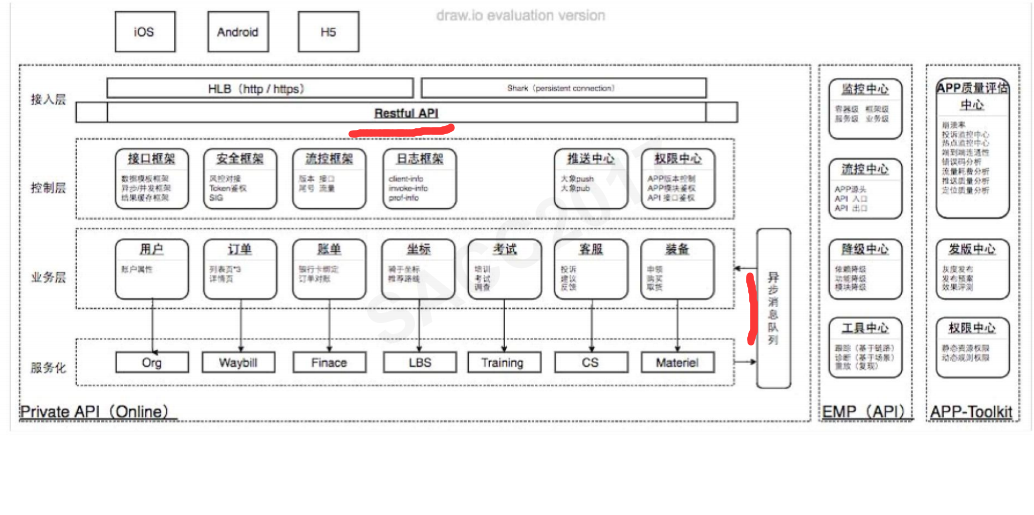 draw.io evaluation version
iOS
Android
H5
接入层
HLB（http / https）
Shark（persistent connection）
Restful API
控制层
接口框架
数据模板框架
异步/并发框架
结果缓存框架
安全框架
风控对接
Token鉴权
SIG
流控框架
版本 接口
尾号 流量
日志框架
client-info
invoke-info
prof-info
推送中心
大象push
大象pub
权限中心
APP版本控制
APP模块鉴权
API 接口鉴权
业务层
用户
账户属性
订单
列表页*3
详情页
账单
银行卡绑定
订单对账
坐标
骑手坐标
推荐路线
考试
培训
考试
调查
客服
投诉
建议
反馈
装备
申领
购买
取货
异步消息队列
服务化
Org
Waybill
Finace
LBS
Training
CS
Materiel
Private API（Online）
监控中心
容器级 框架级
服务级 业务级
流控中心
APP源头
API 入口
API 出口
降级中心
依赖降级
功能降级
模块降级
工具中心
跟踪（基于链路）
诊断（基于场景）
重放（复现）
EMP（API）
APP质量评估中心
崩溃率
投诉监控中心
热点监控中心
端到端连通性
错误码分析
流量耗费分析
推送质量分析
定位质量分析
发版中心
灰度发布
发布预案
效果评测
权限中心
静态资源权限
动态级别权限
APP-Toolkit
SACC2017